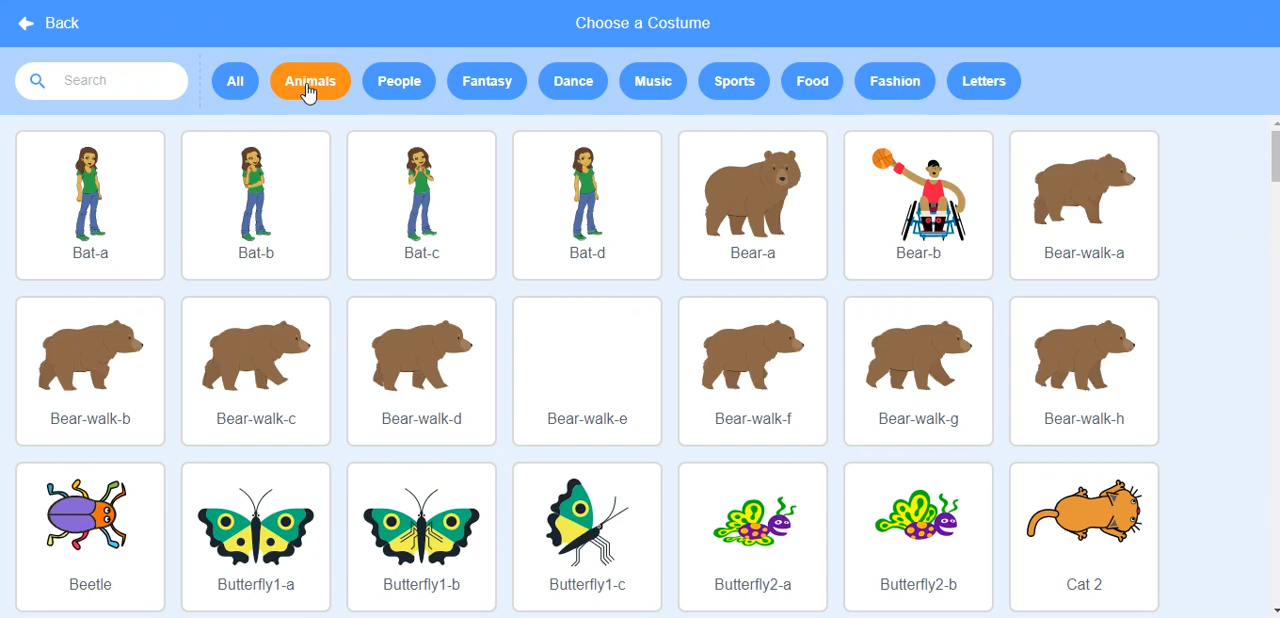 Back
Choose a Costume
Search
All
Animals
People
Fantasy
Dance
Music
Sports
Food
Fashion
Letters
Bat-a
Bat-b
Bat-c
Bat-d
Bear-a
Bear-b
Bear-walk-a
Bear-walk-b
Bear-walk-c
Bear-walk-d
Bear-walk-e
Bear-walk-f
Bear-walk-g
Bear-walk-h
Beetle
Butterfly1-a
Butterfly1-b
Butterfly1-c
Butterfly2-a
Butterfly2-b
Cat 2